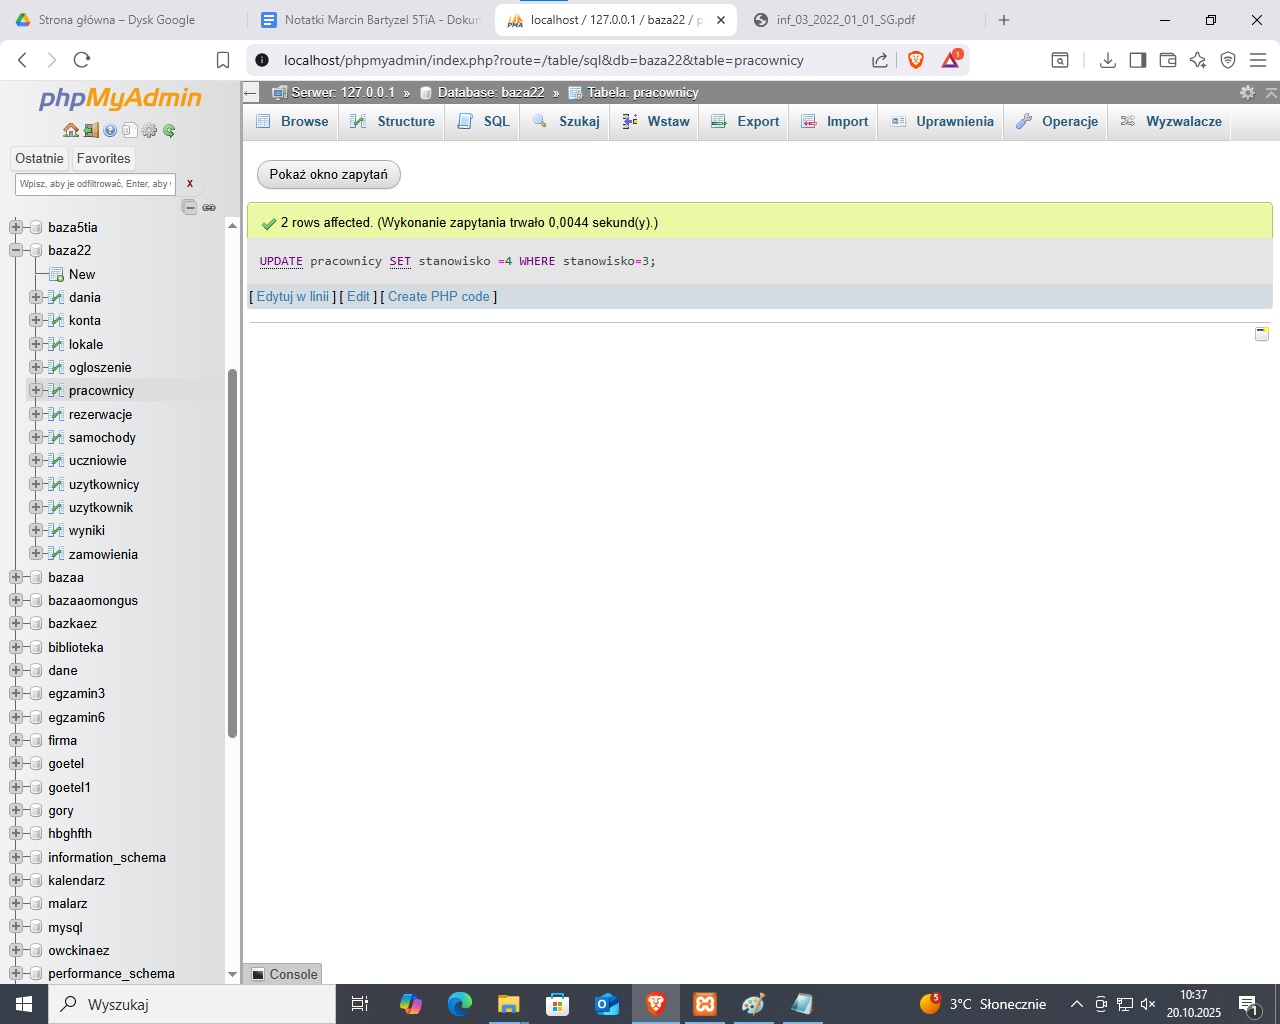 Strona główna – Dysk Google
Notatki Marcin Bartyzel 5TiA - Dokun
localhost / 127.0.0.1 / baza22 / p
inf_03_2022_01_01_SG.pdf
localhost/phpmyadmin/index.php?route=/table/sql&db=baza22&table=pracownicy
1
phpMyAdmin
Ostatnie
Favorites
Wpisz, aby je odfiltrować, Enter, aby
x
baza5tia
baza22
New
dania
konta
lokale
ogloszenie
pracownicy
rezerwacje
samochody
uczniowie
uzytkownicy
uzytkownik
wyniki
zamowienia
bazaa
bazaaomongus
bazkaez
biblioteka
dane
egzamin3
egzamin6
firma
goetel
goetel1
gory
hbghfth
information_schema
kalendarz
malarz
mysql
owckinaez
performance_schema
Serwer: 127.0.0.1 » Database: baza22 » Tabela: pracownicy
Browse
Structure
SQL
Szukaj
Wstaw
Export
Import
Uprawnienia
Operacje
Wyzwalacze
Pokaż okno zapytań
2 rows affected. (Wykonanie zapytania trwało 0,0044 sekund(y).)
UPDATE pracownicy SET stanowisko =4 WHERE stanowisko=3;
[ Edytuj w linii ] [ Edit ] [ Create PHP code ]
Console
Wyszukaj
5
3°C Słonecznie
10:37
20.10.2025
1